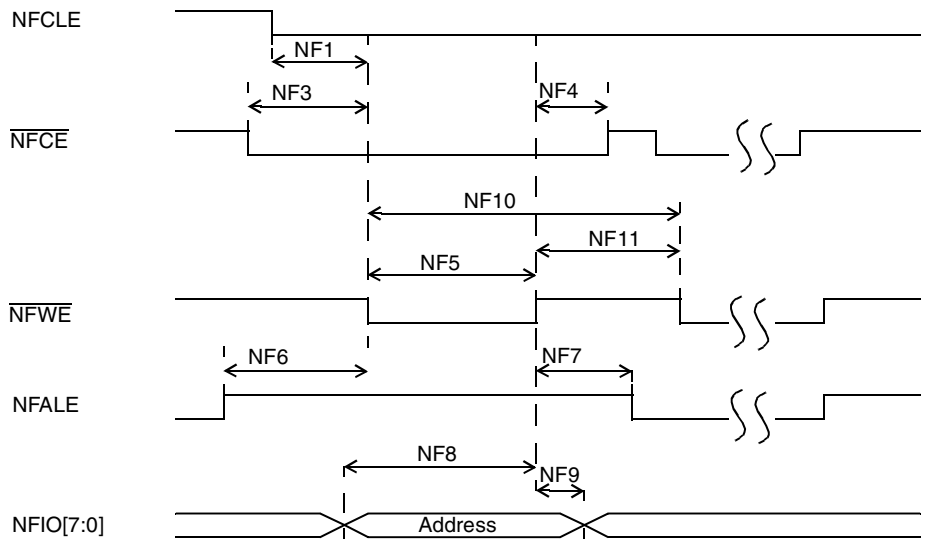 NFCLE
NF1
NF3
NF4
NFCE
NF10
NF11
NF5
NFWE
NF6
NF7
NFALE
NF8
NF9
NFIO[7:0]
Address